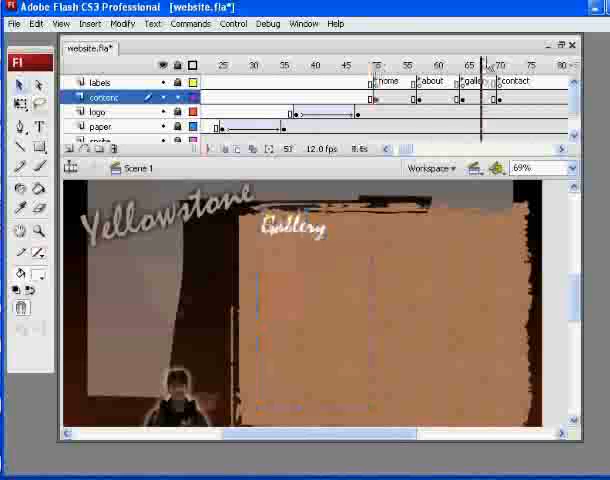 Adobe Flash CS3 Professional - [website.fla*]
File Edit View Insert Modify Text Commands Control Debug Window Help
website.fla*
Fl
25 30 35 40 45 50 55 60 65 70 75 80
labels
home about gallery contact
content
logo
paper
12.0 fps
Scene 1
Workspace
69%
Yellowstone
Gallery